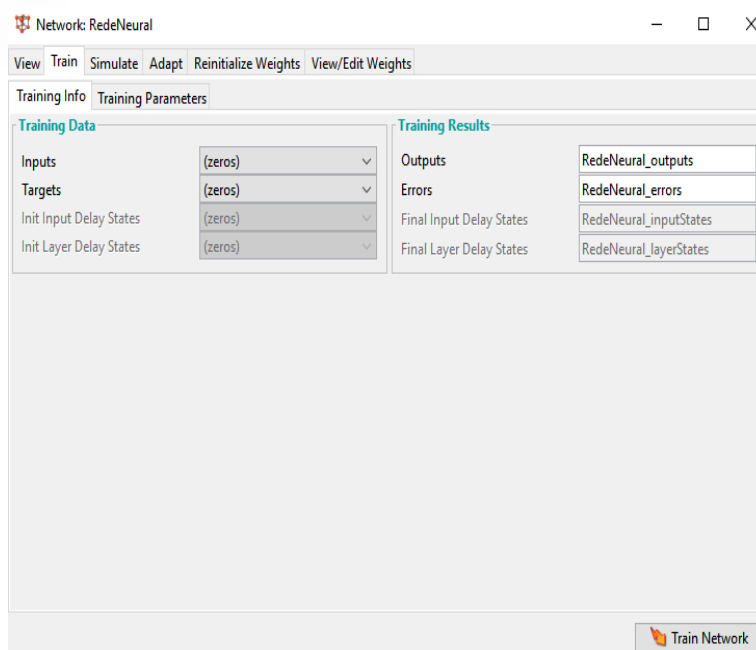 Network: RedeNeural
View Train Simulate Adapt Reinitialize Weights View/Edit Weights
Training Info Training Parameters
Training Data
Inputs (zeros)
Targets (zeros)
Init Input Delay States (zeros)
Init Layer Delay States (zeros)
Training Results
Outputs RedeNeural_outputs
Errors RedeNeural_errors
Final Input Delay States RedeNeural_inputStates
Final Layer Delay States RedeNeural_layerStates
Train Network